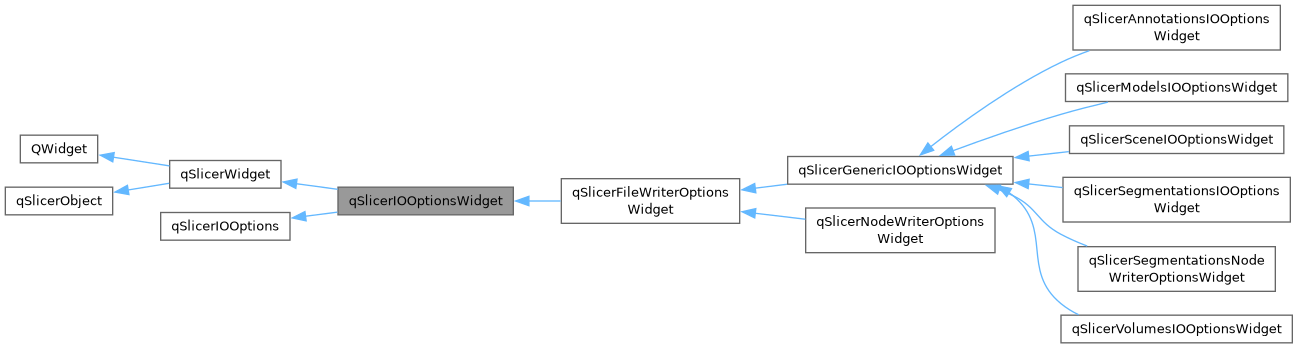 QWidget
qSlicerObject
qSlicerWidget
qSlicerIOOptions
qSlicerIOOptionsWidget
qSlicerFileWriterOptions
Widget
qSlicerGenericIOOptionsWidget
qSlicerNodeWriterOptions
Widget
qSlicerAnnotationsIOOptions
Widget
qSlicerModelsIOOptionsWidget
qSlicerSceneIOOptionsWidget
qSlicerSegmentationsIOOptions
Widget
qSlicerSegmentationsNode
WriterOptionsWidget
qSlicerVolumesIOOptionsWidget